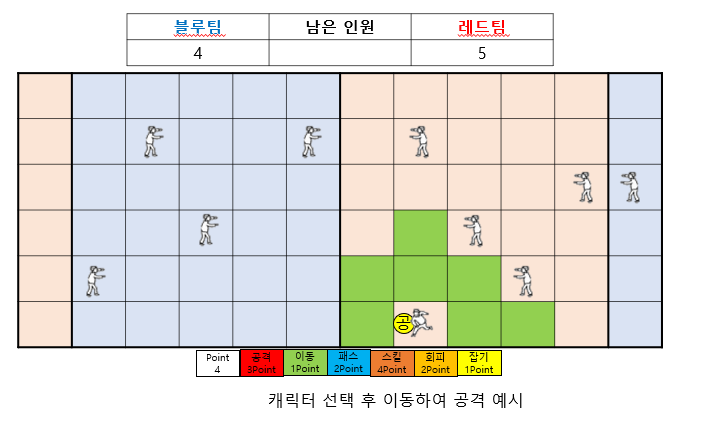 블루팀 남은 인원 레드팀
4 5
공
Point 공격 이동 패스 스킬 회피 잡기
4 3Point 1Point 2Point 4Point 2Point 1Point
캐릭터 선택 후 이동하여 공격 예시